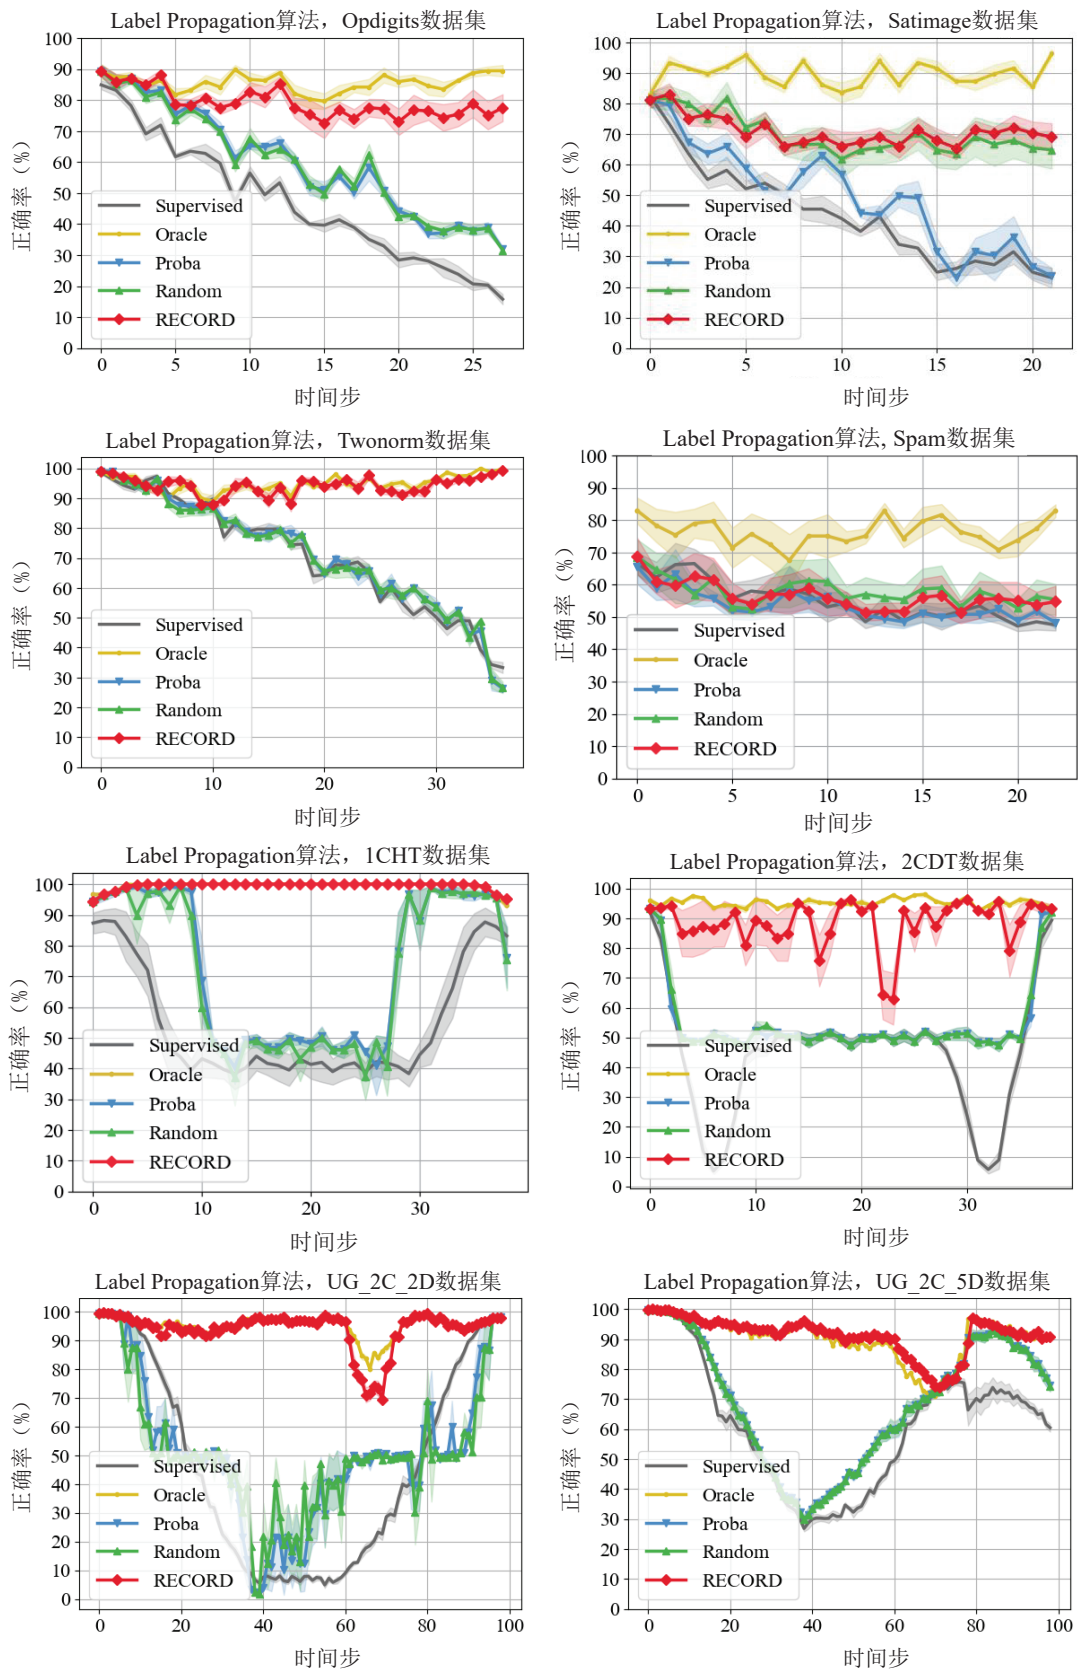 Label Propagation算法，Opdigits数据集
100
90
80
70
60
50
40
30
20
10
0
正确率（%）
Supervised
Oracle
Proba
Random
RECORD
0 5 10 15 20 25
时间步
Label Propagation算法，Satimage数据集
100
90
80
70
60
50
40
30
20
10
0
正确率（%）
Supervised
Oracle
Proba
Random
RECORD
0 5 10 15 20
时间步
Label Propagation算法，Twonorm数据集
100
90
80
70
60
50
40
30
20
10
0
正确率（%）
Supervised
Oracle
Proba
Random
RECORD
0 10 20 30
时间步
Label Propagation算法, Spam数据集
100
90
80
70
60
50
40
30
20
10
0
正确率（%）
Supervised
Oracle
Proba
Random
RECORD
0 5 10 15 20
时间步
Label Propagation算法，1CHT数据集
100
90
80
70
60
50
40
30
20
10
0
正确率（%）
Supervised
Oracle
Proba
Random
RECORD
0 10 20 30
时间步
Label Propagation算法，2CDT数据集
100
90
80
70
60
50
40
30
20
10
0
正确率（%）
Supervised
Oracle
Proba
Random
RECORD
0 10 20 30
时间步
Label Propagation算法，UG_2C_2D数据集
100
90
80
70
60
50
40
30
20
10
0
正确率（%）
Supervised
Oracle
Proba
Random
RECORD
0 20 40 60 80 100
时间步
Label Propagation算法，UG_2C_5D数据集
100
90
80
70
60
50
40
30
20
10
0
正确率（%）
Supervised
Oracle
Proba
Random
RECORD
0 20 40 60 80 100
时间步